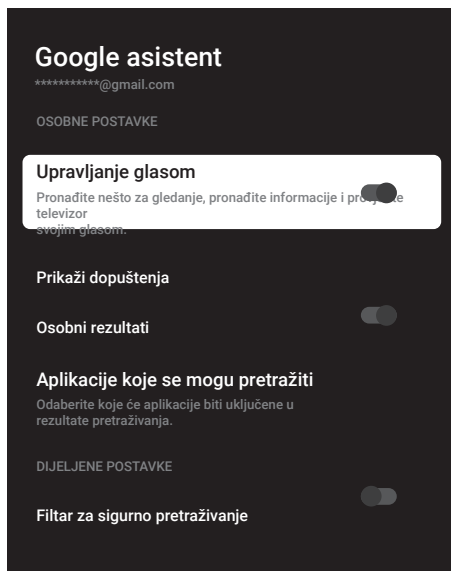 Google asistent
***********@gmail.com
OSOBNE POSTAVKE
Upravljanje glasom
Pronađite nešto za gledanje, pronađite informacije i
televizor
svojim glasom.
Prikaži dopuštenja
Osobni rezultati
Aplikacije koje se mogu pretražiti
Odaberite koje će aplikacije biti uključene u
rezultate pretraživanja.
DIJELJENE POSTAVKE
Filtar za sigurno pretraživanje